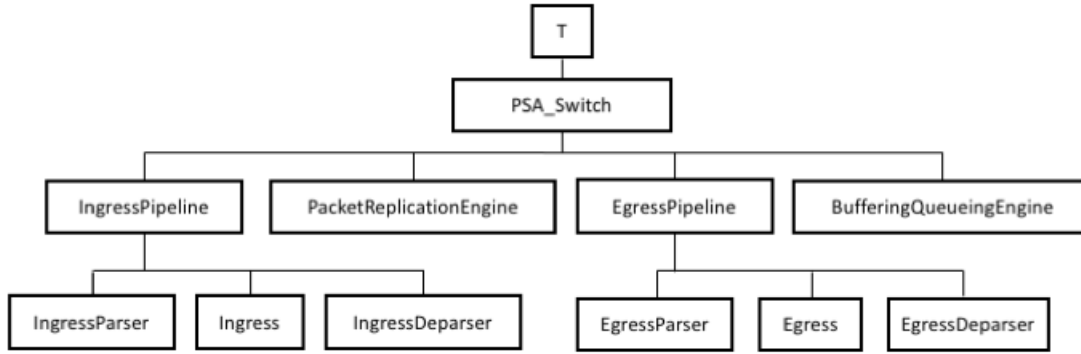 T
PSA_Switch
IngressPipeline
PacketReplicationEngine
EgressPipeline
BufferingQueueingEngine
IngressParser
Ingress
IngressDeparser
EgressParser
Egress
EgressDeparser